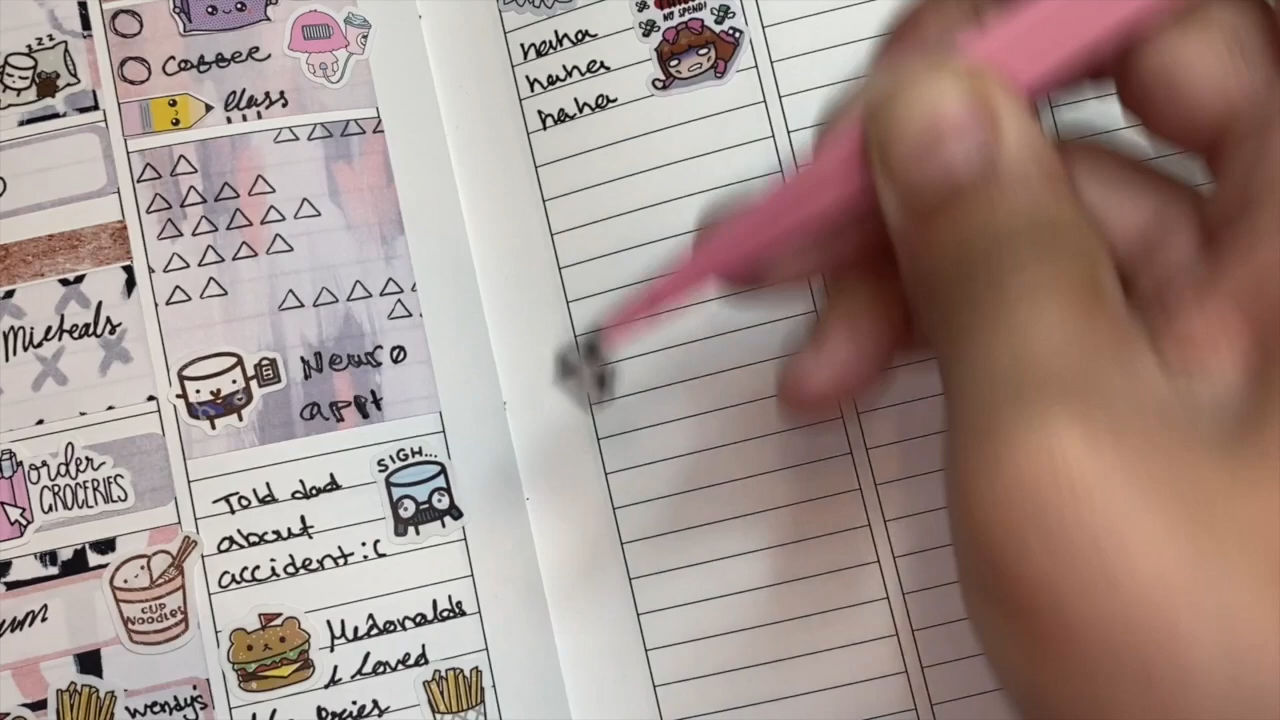 zzz
Coffee
Class
!!!
Miereals
Neuro
appt
order
GROCERIES
SIGH...
Told dad
about
accident :(
CUP
NOODLES
McDonalds
i loved
fries
wendy's
NO SPEND!
haha
haha
haha